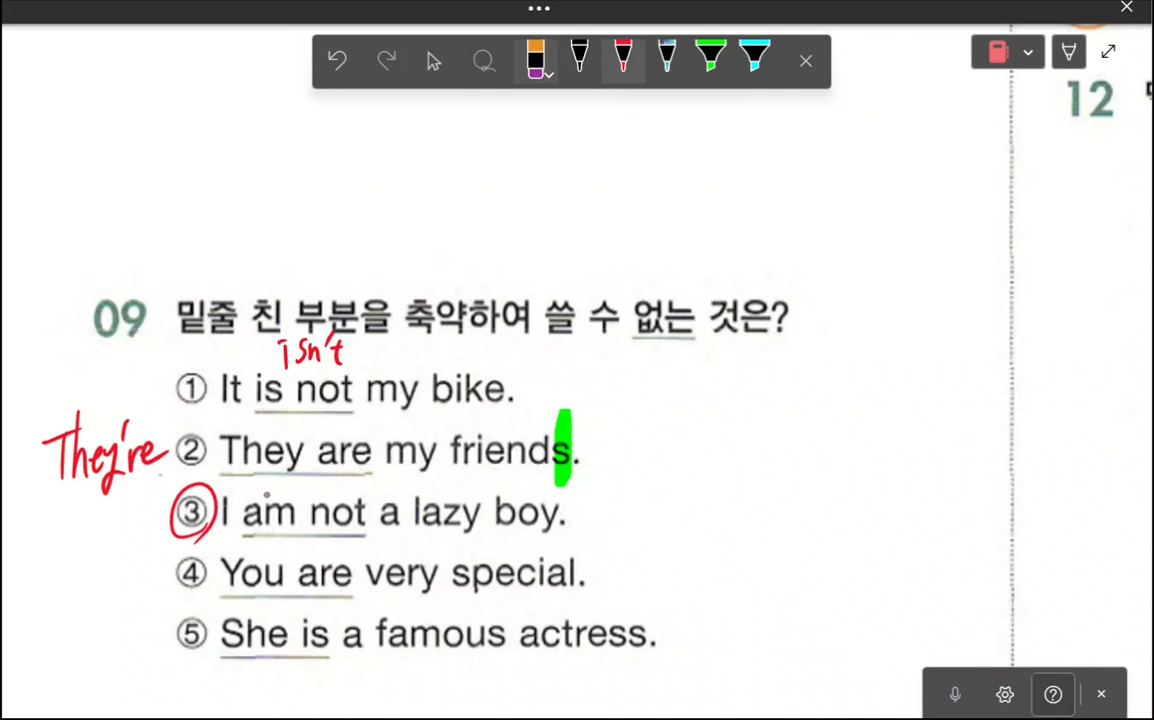 12
09 밑줄 친 부분을 축약하여 쓸 수 없는 것은?
isn't
① It is not my bike.
They're ② They are my friends.
③ I am not a lazy boy.
④ You are very special.
⑤ She is a famous actress.